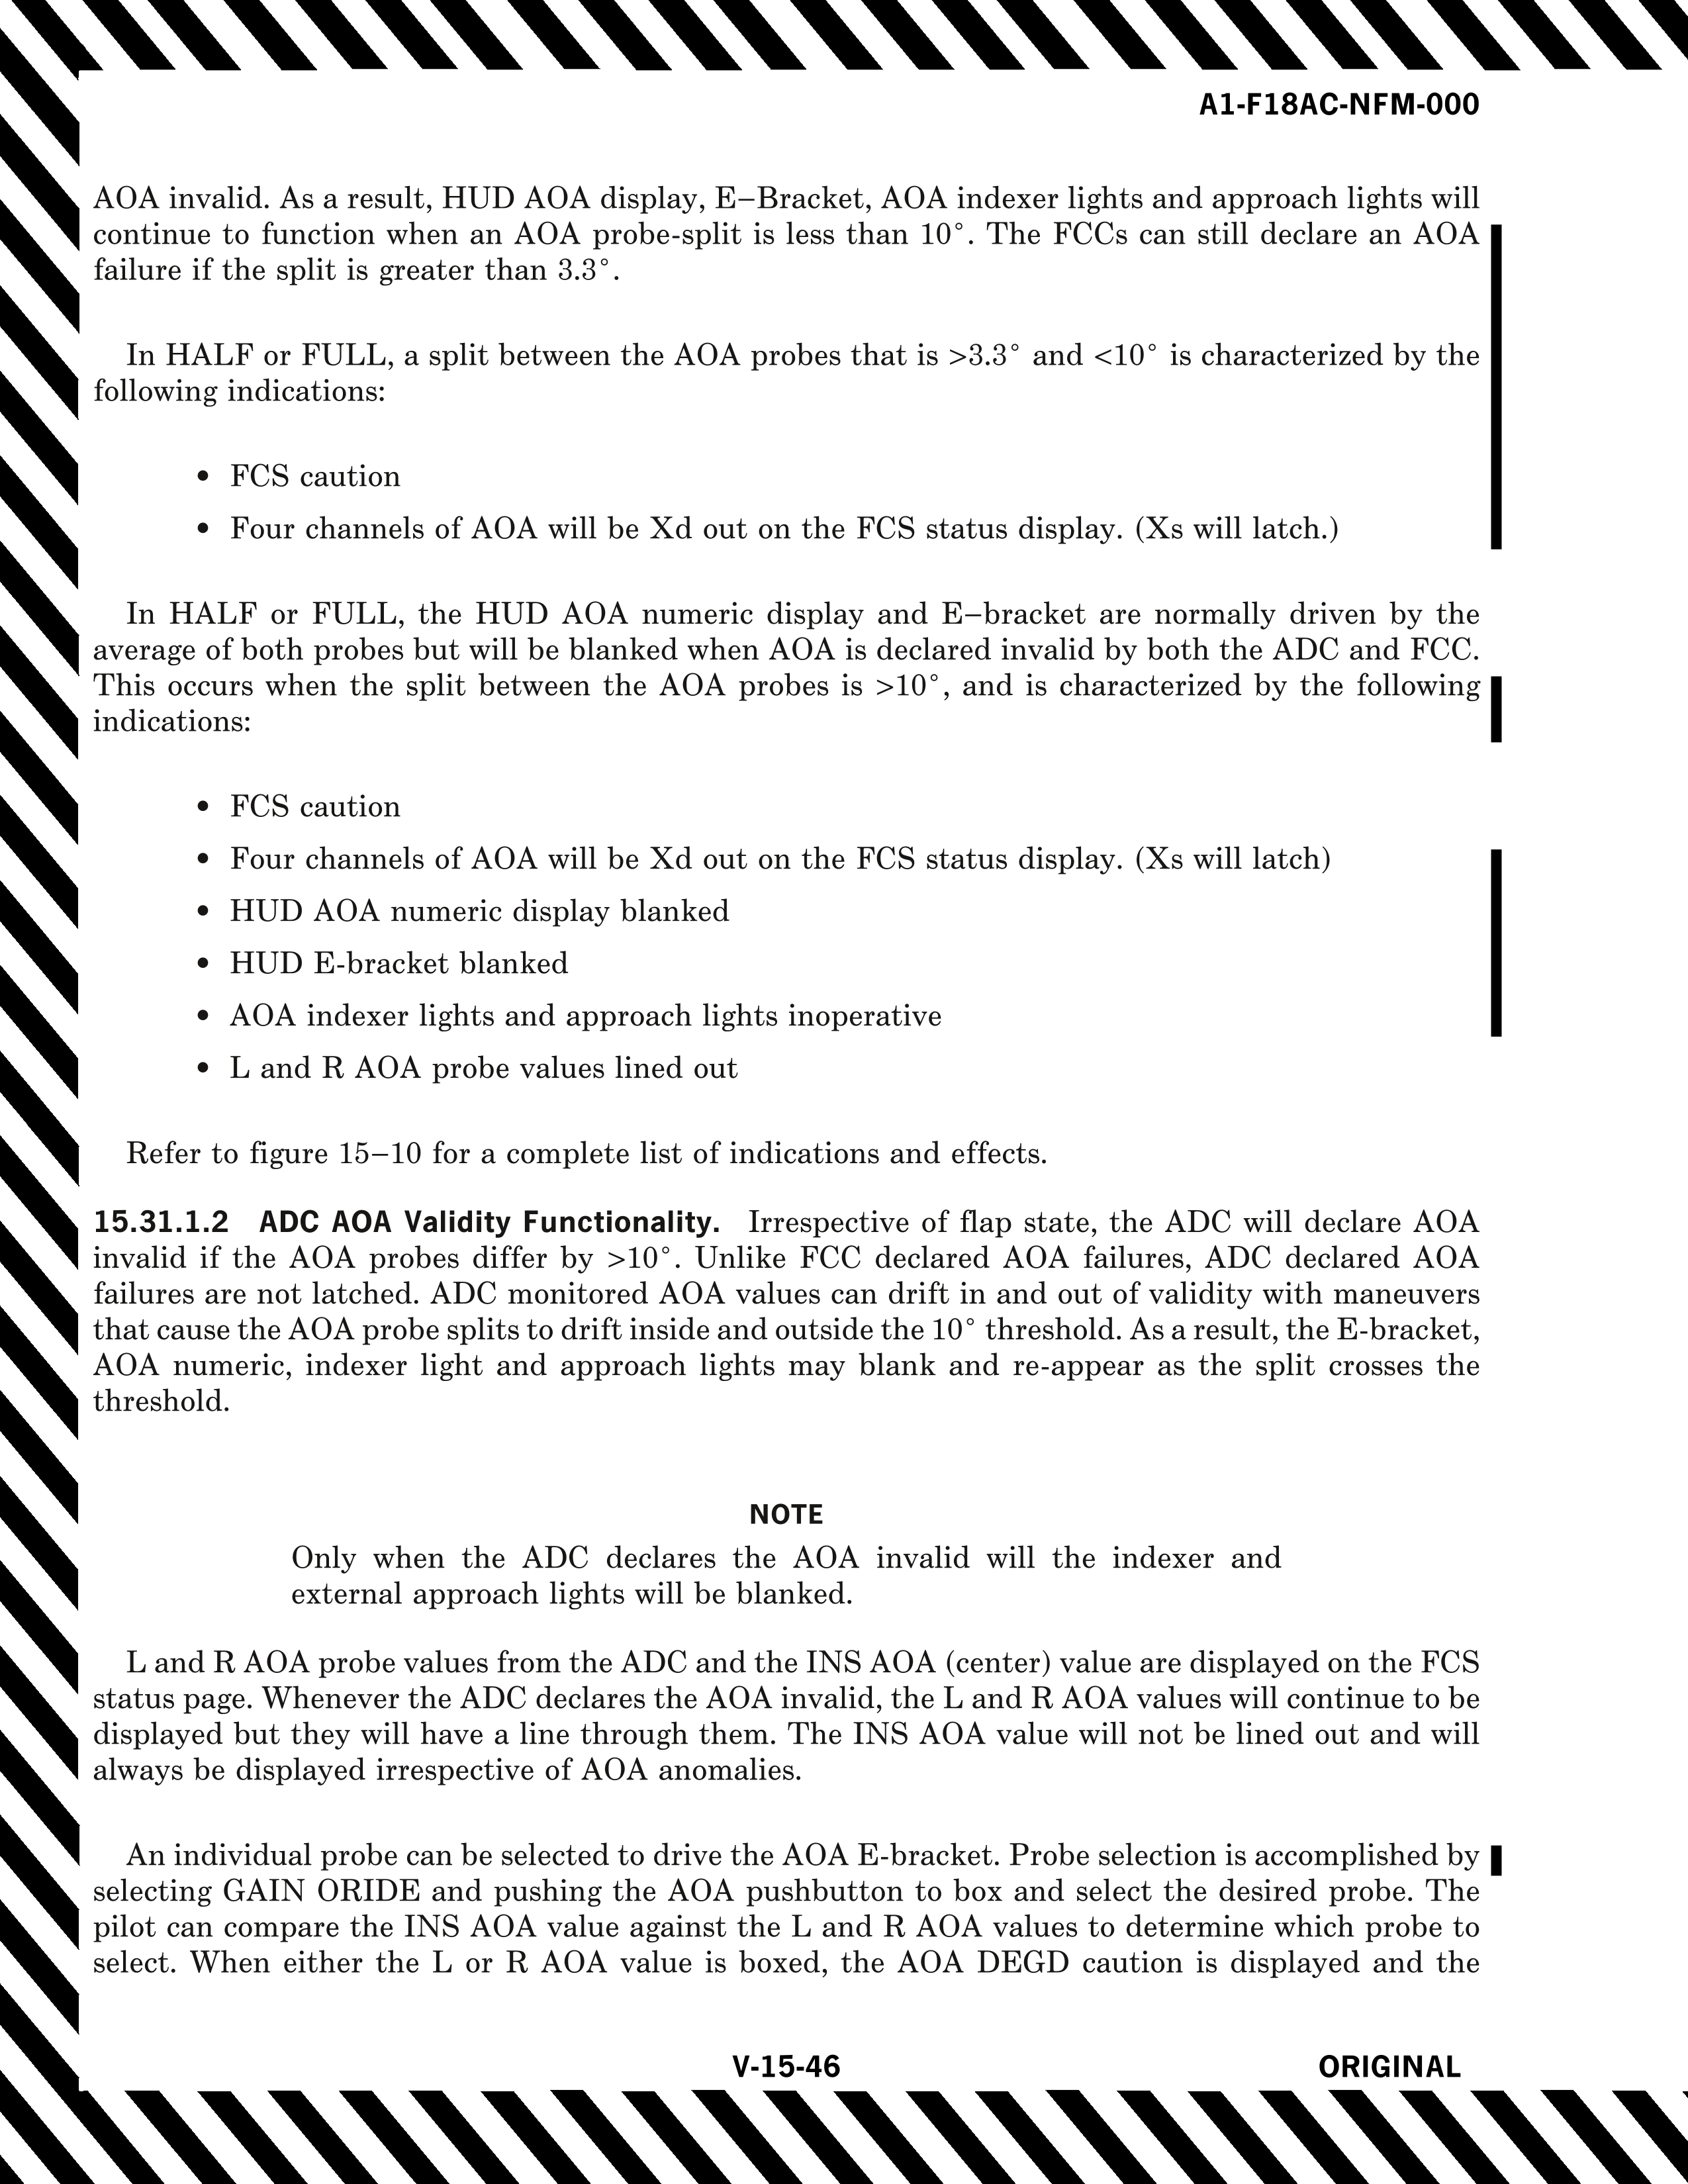 A1-F18AC-NFM-000
AOA invalid. As a result, HUD AOA display, E–Bracket, AOA indexer lights and approach lights will
continue to function when an AOA probe-split is less than 10°. The FCCs can still declare an AOA
failure if the split is greater than 3.3°.
In HALF or FULL, a split between the AOA probes that is >3.3° and <10° is characterized by the
following indications:
• FCS caution
• Four channels of AOA will be Xd out on the FCS status display. (Xs will latch.)
In HALF or FULL, the HUD AOA numeric display and E–bracket are normally driven by the
average of both probes but will be blanked when AOA is declared invalid by both the ADC and FCC.
This occurs when the split between the AOA probes is >10°, and is characterized by the following
indications:
• FCS caution
• Four channels of AOA will be Xd out on the FCS status display. (Xs will latch)
• HUD AOA numeric display blanked
• HUD E-bracket blanked
• AOA indexer lights and approach lights inoperative
• L and R AOA probe values lined out
Refer to figure 15–10 for a complete list of indications and effects.
15.31.1.2 ADC AOA Validity Functionality. Irrespective of flap state, the ADC will declare AOA
invalid if the AOA probes differ by >10°. Unlike FCC declared AOA failures, ADC declared AOA
failures are not latched. ADC monitored AOA values can drift in and out of validity with maneuvers
that cause the AOA probe splits to drift inside and outside the 10° threshold. As a result, the E-bracket,
AOA numeric, indexer light and approach lights may blank and re-appear as the split crosses the
threshold.
NOTE
Only when the ADC declares the AOA invalid will the indexer and
external approach lights will be blanked.
L and R AOA probe values from the ADC and the INS AOA (center) value are displayed on the FCS
status page. Whenever the ADC declares the AOA invalid, the L and R AOA values will continue to be
displayed but they will have a line through them. The INS AOA value will not be lined out and will
always be displayed irrespective of AOA anomalies.
An individual probe can be selected to drive the AOA E-bracket. Probe selection is accomplished by
selecting GAIN ORIDE and pushing the AOA pushbutton to box and select the desired probe. The
pilot can compare the INS AOA value against the L and R AOA values to determine which probe to
select. When either the L or R AOA value is boxed, the AOA DEGD caution is displayed and the
V-15-46
ORIGINAL